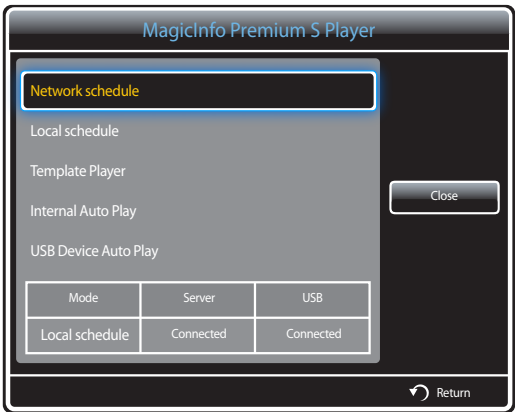 MagicInfo Premium S Player
Network schedule
Local schedule
Template Player
Internal Auto Play
USB Device Auto Play
Close
Mode Server USB
Local schedule Connected Connected
Return